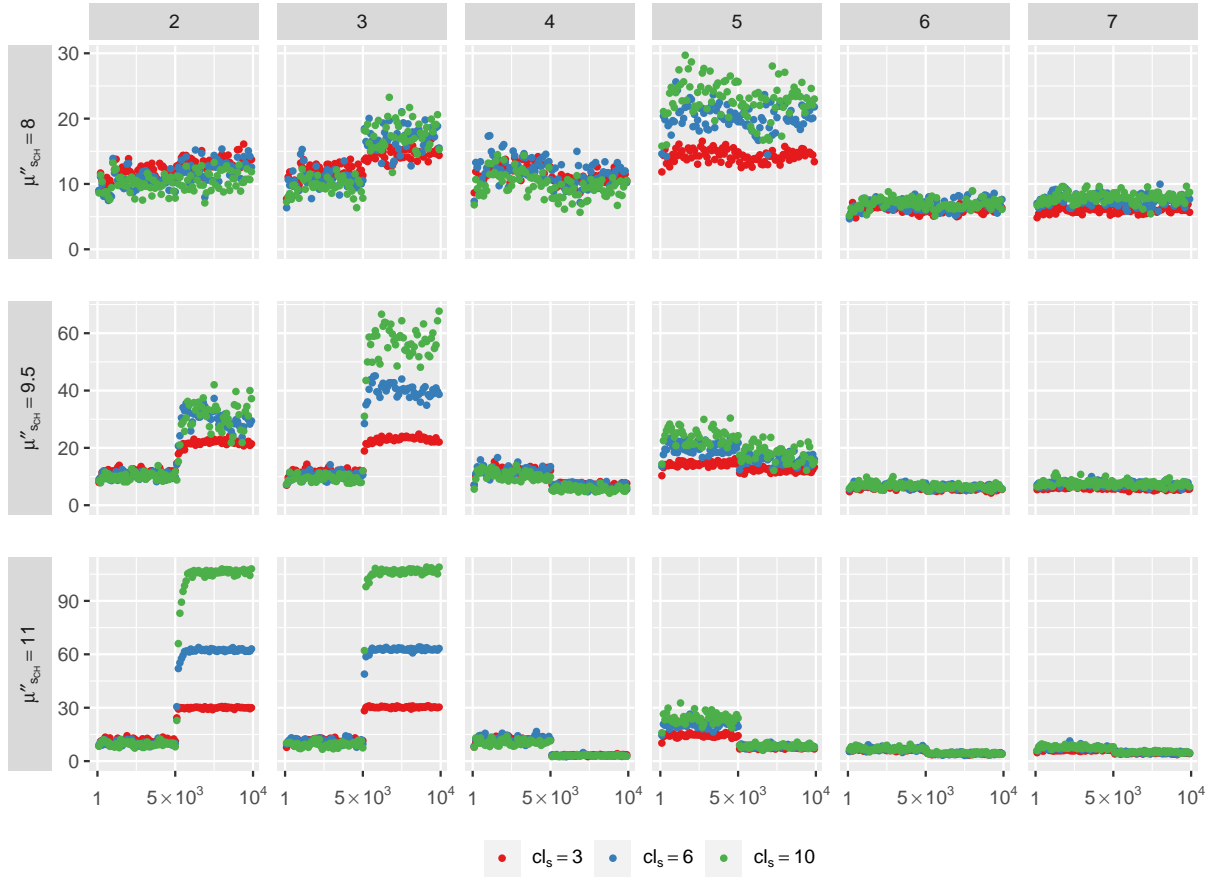 2 3 4 5 6 7
μ″sCH = 8
30
20
10
0
μ″sCH = 9.5
60
40
20
0
μ″sCH = 11
90
60
30
0
1 5×10³ 10⁴ 1 5×10³ 10⁴ 1 5×10³ 10⁴ 1 5×10³ 10⁴ 1 5×10³ 10⁴ 1 5×10³ 10⁴
cls = 3 cls = 6 cls = 10